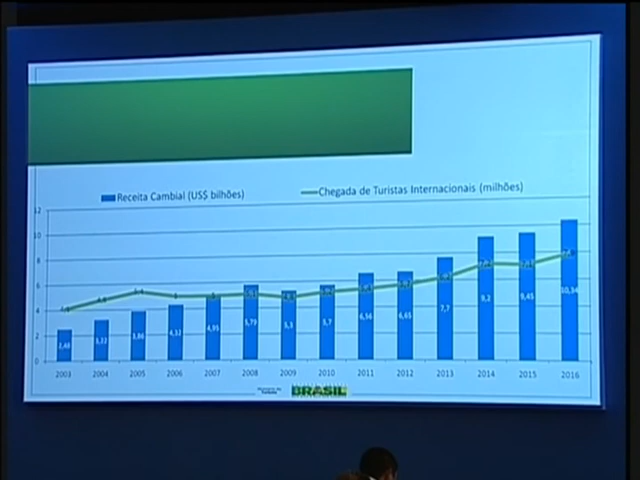 Receita Cambial (US$ bilhões) Chegada de Turistas Internacionais (milhões)
12
10
8
6
4
2
0
2,48 3,22 3,86 4,32 4,95 5,79 5,3 5,7 6,56 6,65 7,7 9,2 9,45 10,34
2003 2004 2005 2006 2007 2008 2009 2010 2011 2012 2013 2014 2015 2016
Ministério do
Turismo
BRASIL